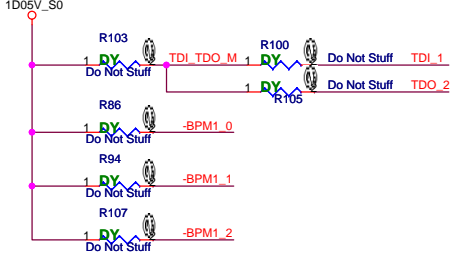 1D05V_S0
R103
1 DY TDI_TDO_M
Do Not Stuff
R100
1 DY Do Not Stuff TDI_1
1 DY Do Not Stuff TDO_2
R105
R86
1 DY -BPM1_0
Do Not Stuff
R94
1 DY -BPM1_1
Do Not Stuff
R107
1 DY -BPM1_2
Do Not Stuff